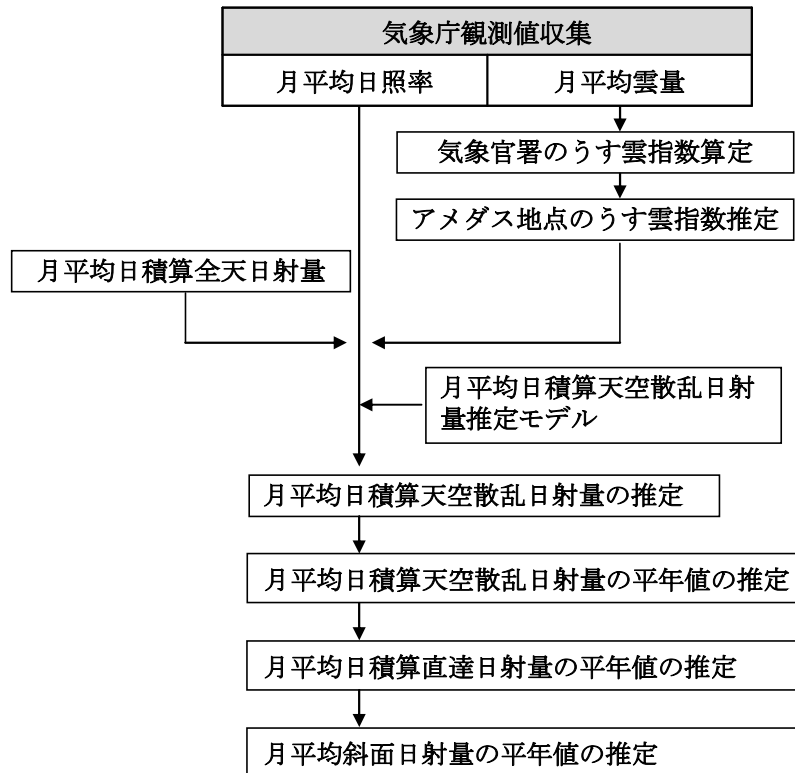 気象庁観測値収集
月平均日照率
月平均雲量
気象官署のうす雲指数算定
アメダス地点のうす雲指数推定
月平均日積算全天日射量
月平均日積算天空散乱日射
量推定モデル
月平均日積算天空散乱日射量の推定
月平均日積算天空散乱日射量の平年値の推定
月平均日積算直達日射量の平年値の推定
月平均斜面日射量の平年値の推定